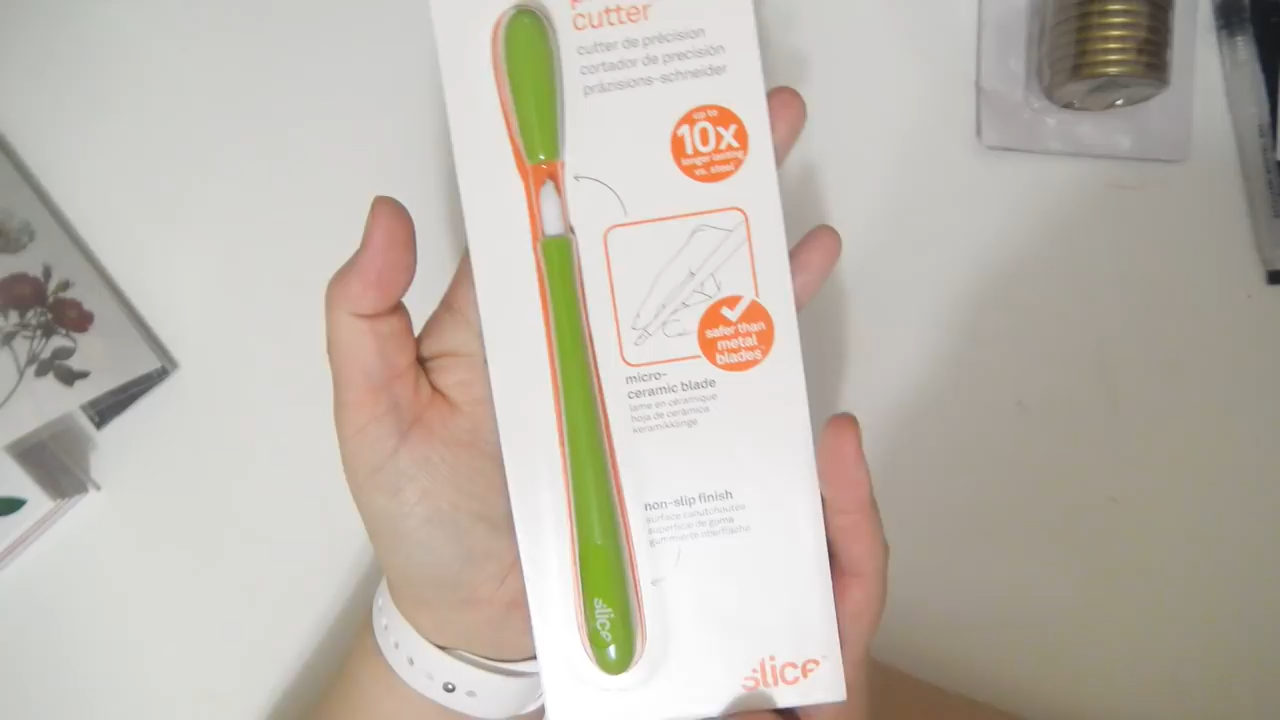 cutter
cutter de précision
cortador de precisión
präzisions-schneider
up to
10x
longer lasting
vs. steel
safer than
metal
blades
micro-
ceramic blade
lame en céramique
hoja de cerámica
keramikklinge
non-slip finish
surface caoutchoutée
superficial de goma
gummierte oberfläche
slice
slice